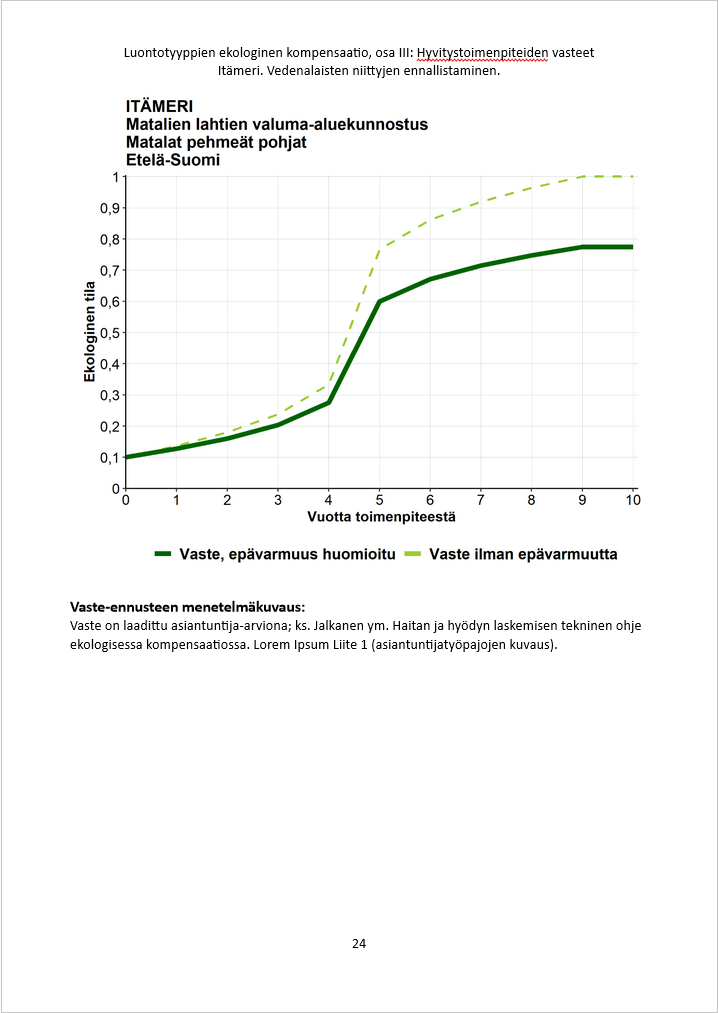 Luontotyyppien ekologinen kompensaatio, osa III: Hyvitystoimenpiteiden vasteet
Itämeri. Vedenalaisten niittyjen ennallistaminen.
ITÄMERI
Matalien lahtien valuma-aluekunnostus
Matalat pehmeät pohjat
Etelä-Suomi
1
0,9
0,8
0,7
0,6
0,5
0,4
0,3
0,2
0,1
0
Ekologinen tila
0 1 2 3 4 5 6 7 8 9 10
Vuotta toimenpiteestä
Vaste, epävarmuus huomioitu Vaste ilman epävarmuutta
Vaste-ennusteen menetelmäkuvaus:
Vaste on laadittu asiantuntija-arviona; ks. Jalkanen ym. Haitan ja hyödyn laskemisen tekninen ohje
ekologisessa kompensaatiossa. Lorem Ipsum Liite 1 (asiantuntijatyöpajojen kuvaus).
24